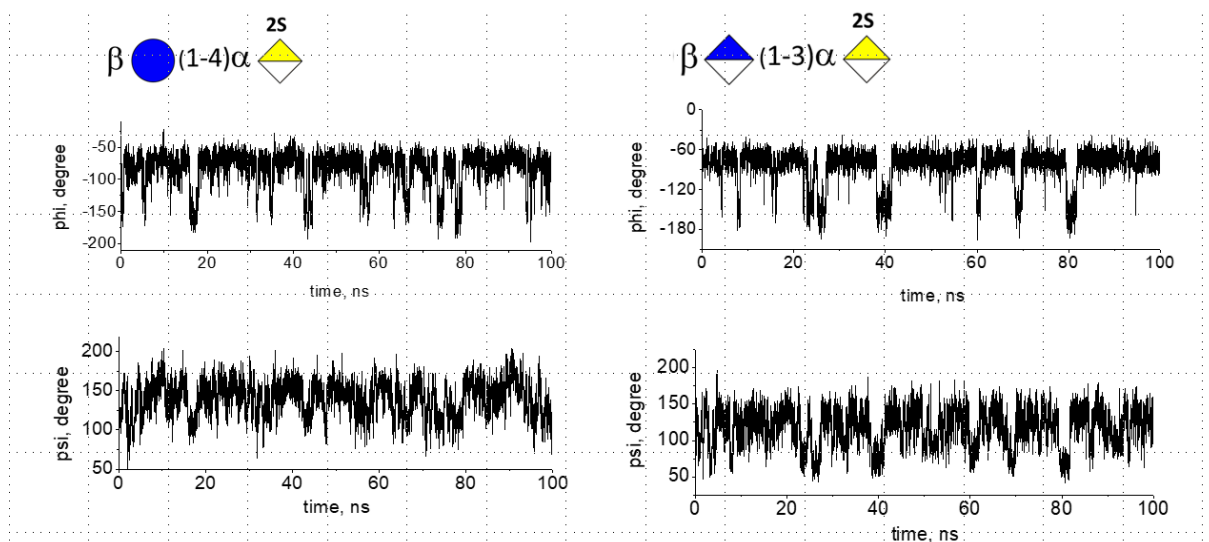 2S
β (1-4)α
2S
β (1-3)α
phi, degree
-50
-100
-150
-200
0 20 40 60 80 100
time, ns
phi, degree
0
-60
-120
-180
0 20 40 60 80 100
time, ns
psi, degree
200
150
100
50
0 20 40 60 80 100
time, ns
psi, degree
200
150
100
50
0 20 40 60 80 100
time, ns